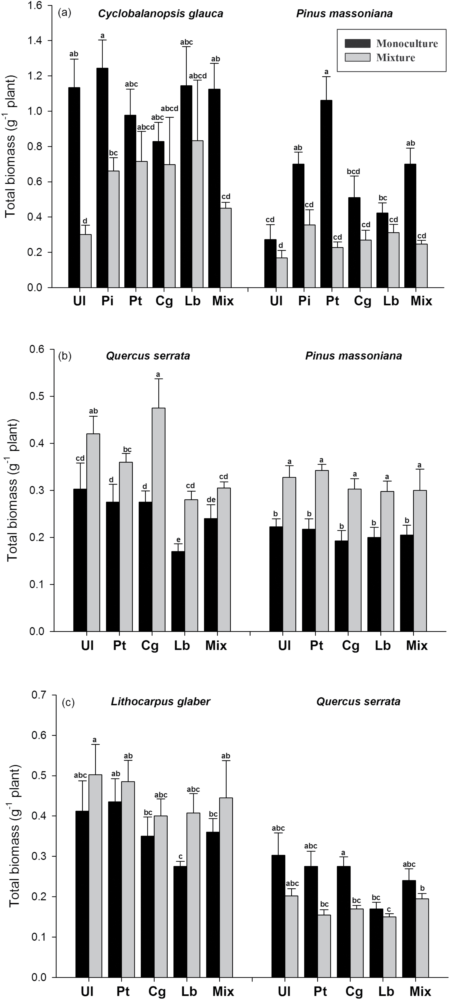 (a) Cyclobalanopsis glauca Pinus massoniana
Monoculture
Mixture
Total biomass (g⁻¹ plant)
1.6
1.4
1.2
1.0
0.8
0.6
0.4
0.2
0.0
ab d a bc abc abcd abc abcd abc abcd ab cd
cd d ab cd a cd bcd cd bc cd ab cd
Ul Pi Pt Cg Lb Mix Ul Pi Pt Cg Lb Mix
(b) Quercus serrata Pinus massoniana
Total biomass (g⁻¹ plant)
0.6
0.5
0.4
0.3
0.2
0.1
0.0
cd ab d bc d a e cd de cd
b a b a b a b a b a
Ul Pt Cg Lb Mix Ul Pt Cg Lb Mix
(c) Lithocarpus glaber Quercus serrata
Total biomass (g⁻¹ plant)
0.7
0.6
0.5
0.4
0.3
0.2
0.1
0.0
abc a ab ab bc abc c abc bc ab
abc abc abc bc a bc bc c abc b
Ul Pt Cg Lb Mix Ul Pt Cg Lb Mix